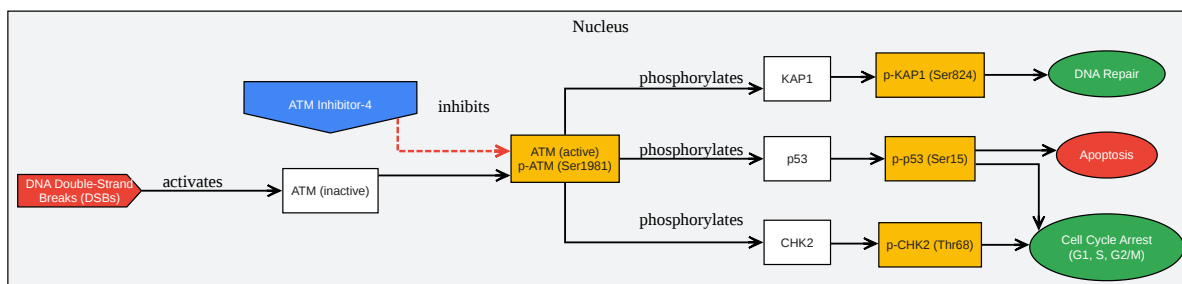 Nucleus
phosphorylates
KAP1
p-KAP1 (Ser824)
DNA Repair
ATM Inhibitor-4
inhibits
ATM (active)
p-ATM (Ser1981)
phosphorylates
p53
p-p53 (Ser15)
Apoptosis
DNA Double-Strand
Breaks (DSBs)
activates
ATM (inactive)
phosphorylates
CHK2
p-CHK2 (Thr68)
Cell Cycle Arrest
(G1, S, G2/M)